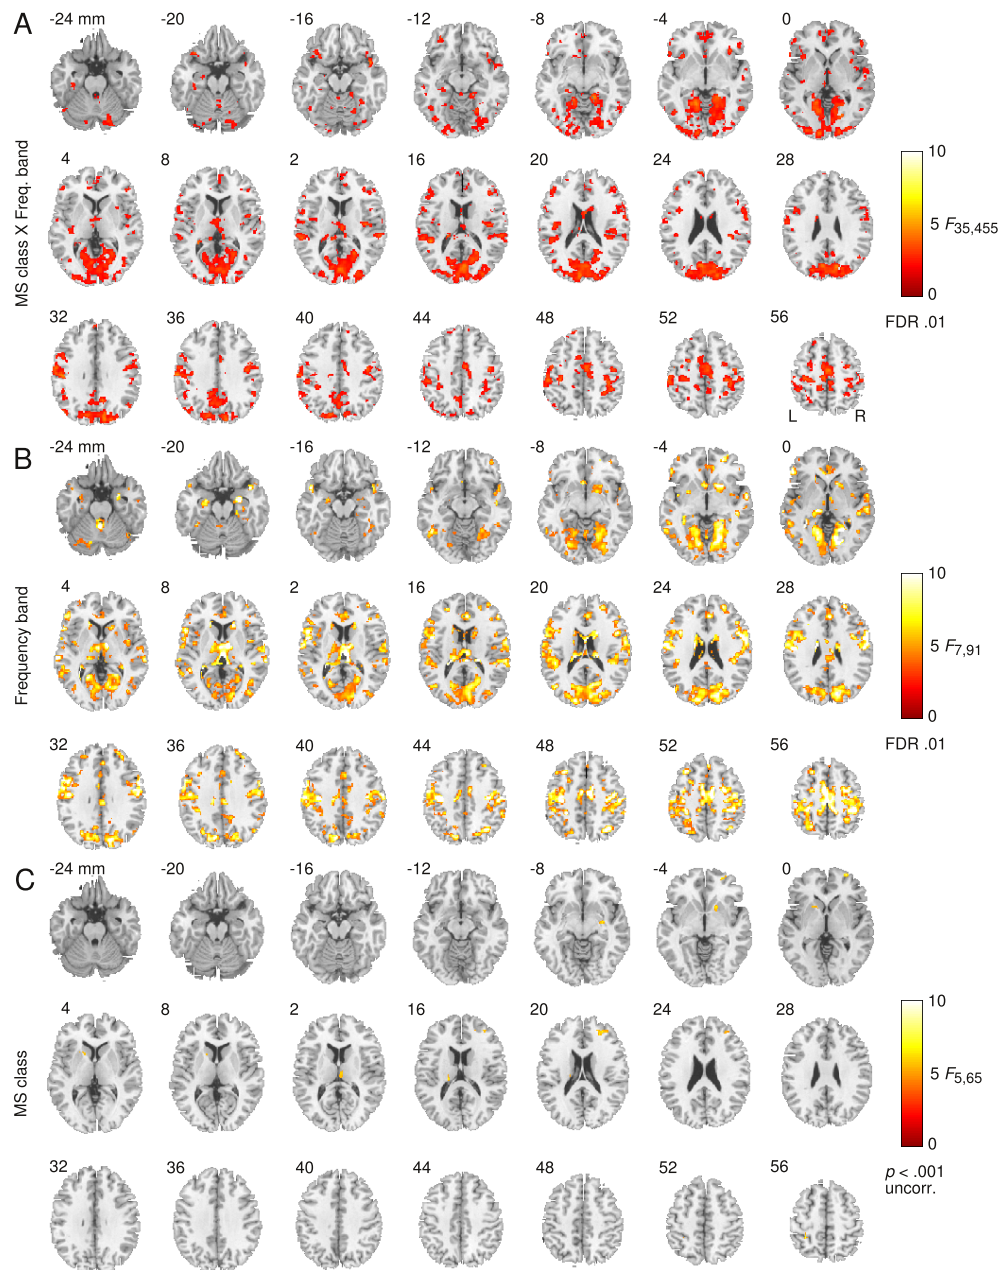 A
-24 mm -20 -16 -12 -8 -4 0
4 8 2 16 20 24 28
32 36 40 44 48 52 56
L R
MS class X Freq. band
10
5 F35,455
0
FDR .01
B
-24 mm -20 -16 -12 -8 -4 0
4 8 2 16 20 24 28
32 36 40 44 48 52 56
Frequency band
10
5 F7,91
0
FDR .01
C
-24 mm -20 -16 -12 -8 -4 0
4 8 2 16 20 24 28
32 36 40 44 48 52 56
MS class
10
5 F5,65
0
p < .001
uncorr.